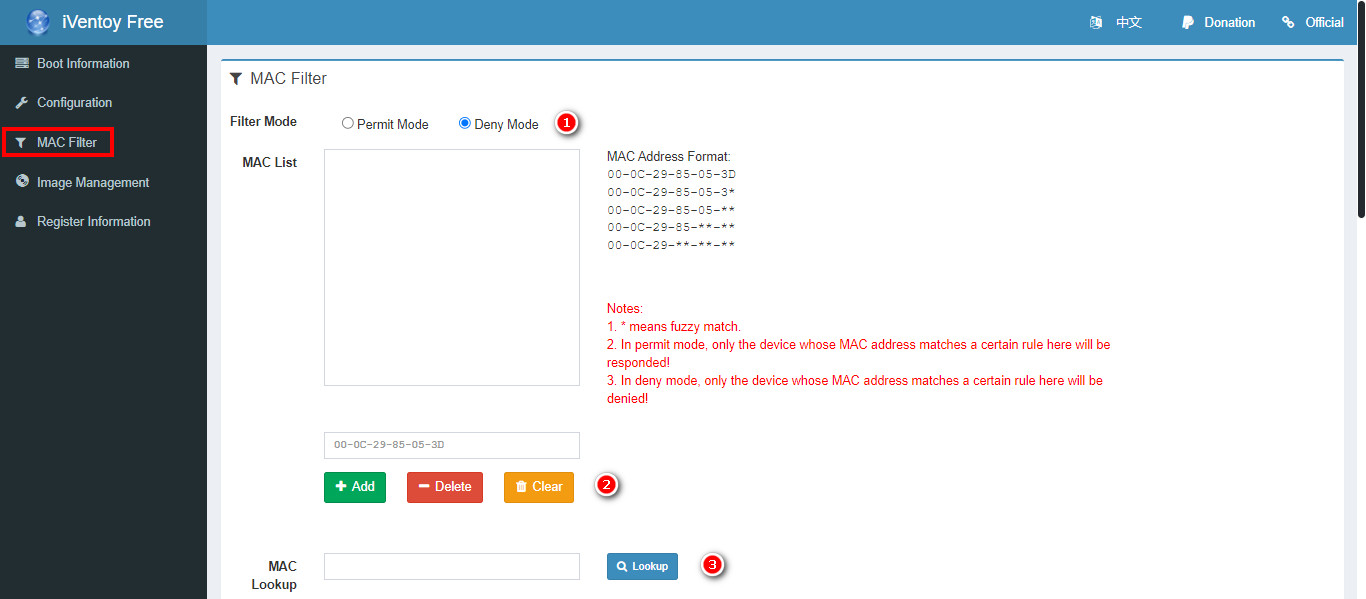 iVentoy Free
中文
Donation
Official
Boot Information
Configuration
MAC Filter
Image Management
Register Information
MAC Filter
Filter Mode
Permit Mode
Deny Mode
1
MAC List
MAC Address Format:
00-0C-29-85-05-3D
00-0C-29-85-05-3*
00-0C-29-85-05-**
00-0C-29-85-**-**
00-0C-29-**-**-**
Notes:
1. * means fuzzy match.
2. In permit mode, only the device whose MAC address matches a certain rule here will be
responded!
3. In deny mode, only the device whose MAC address matches a certain rule here will be
denied!
00-0C-29-85-05-3D
Add
Delete
Clear
2
MAC
Lookup
Lookup
3